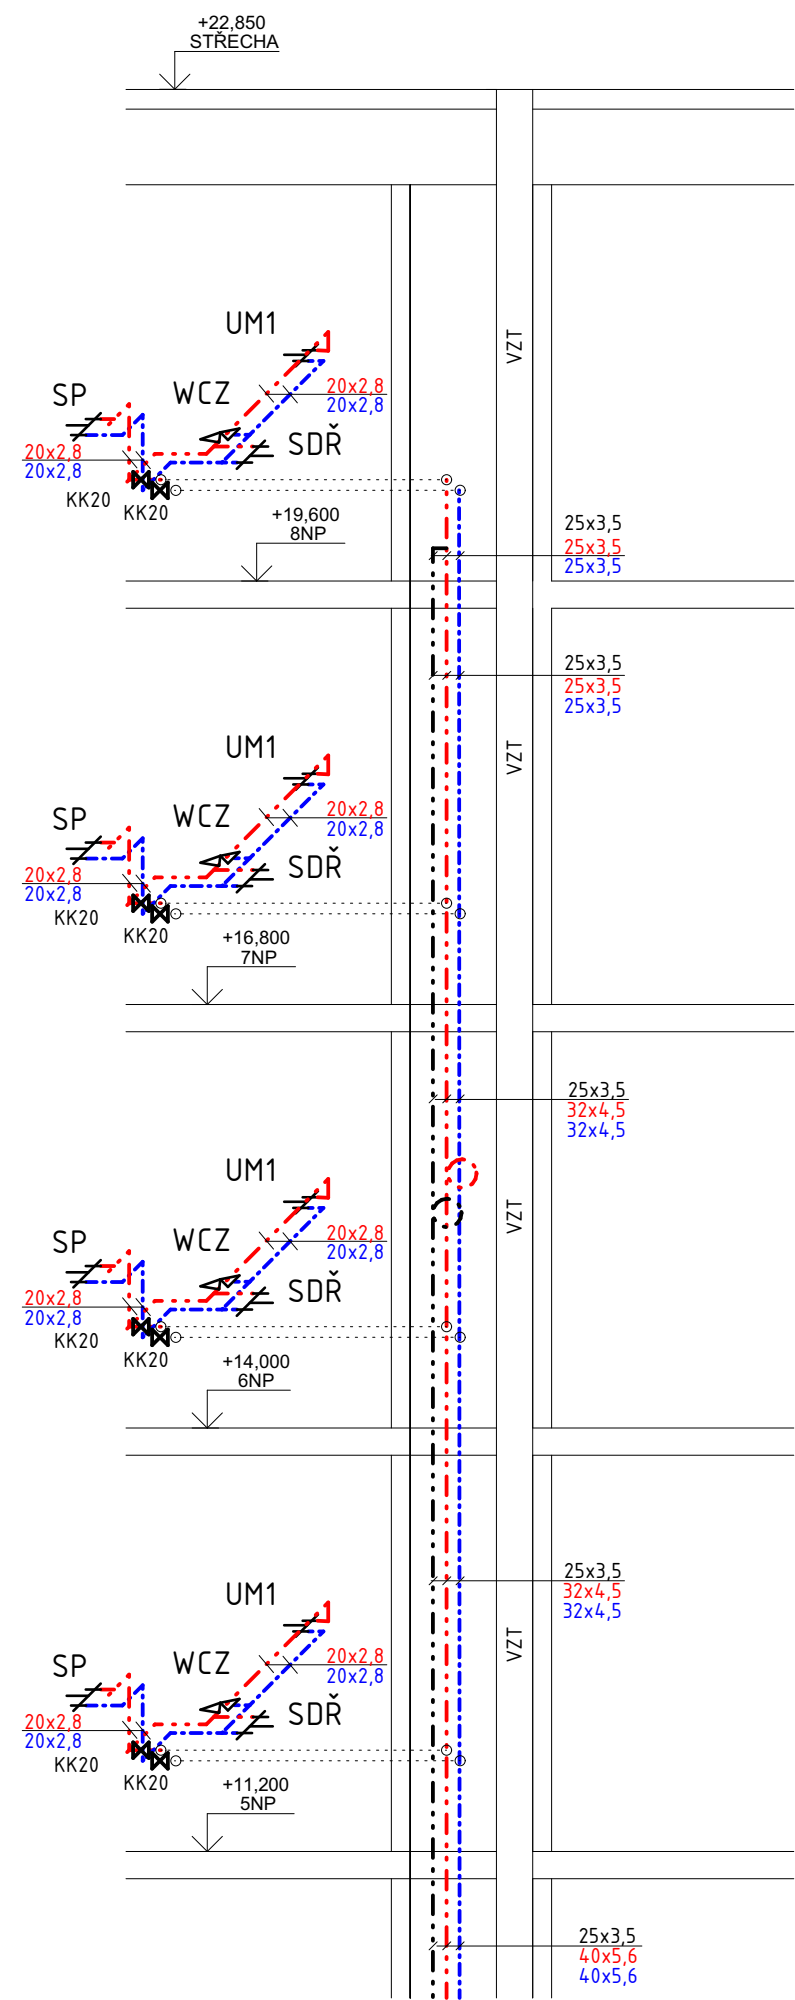 +22,850
STŘECHA
UM1
VZT
SP
WCZ
20x2,8
20x2,8
SDŘ
20x2,8
20x2,8
KK20
KK20
+19,600
8NP
25x3,5
25x3,5
25x3,5
25x3,5
25x3,5
25x3,5
UM1
VZT
SP
WCZ
20x2,8
20x2,8
SDŘ
20x2,8
20x2,8
KK20
KK20
+16,800
7NP
25x3,5
32x4,5
32x4,5
UM1
VZT
SP
WCZ
20x2,8
20x2,8
SDŘ
20x2,8
20x2,8
KK20
KK20
+14,000
6NP
25x3,5
32x4,5
32x4,5
UM1
VZT
SP
WCZ
20x2,8
20x2,8
SDŘ
20x2,8
20x2,8
KK20
KK20
+11,200
5NP
25x3,5
40x5,6
40x5,6